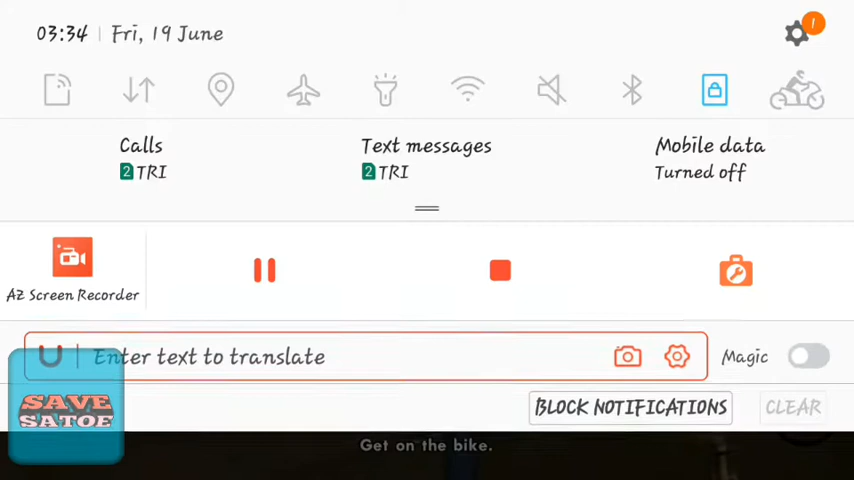 03:34 | Fri, 19 June
1
Calls
2 TRI
Text messages
2 TRI
Mobile data
Turned off
AZ Screen Recorder
U | Enter text to translate
Magic
SAVE
SATOE
BLOCK NOTIFICATIONS
CLEAR
Get on the bike.